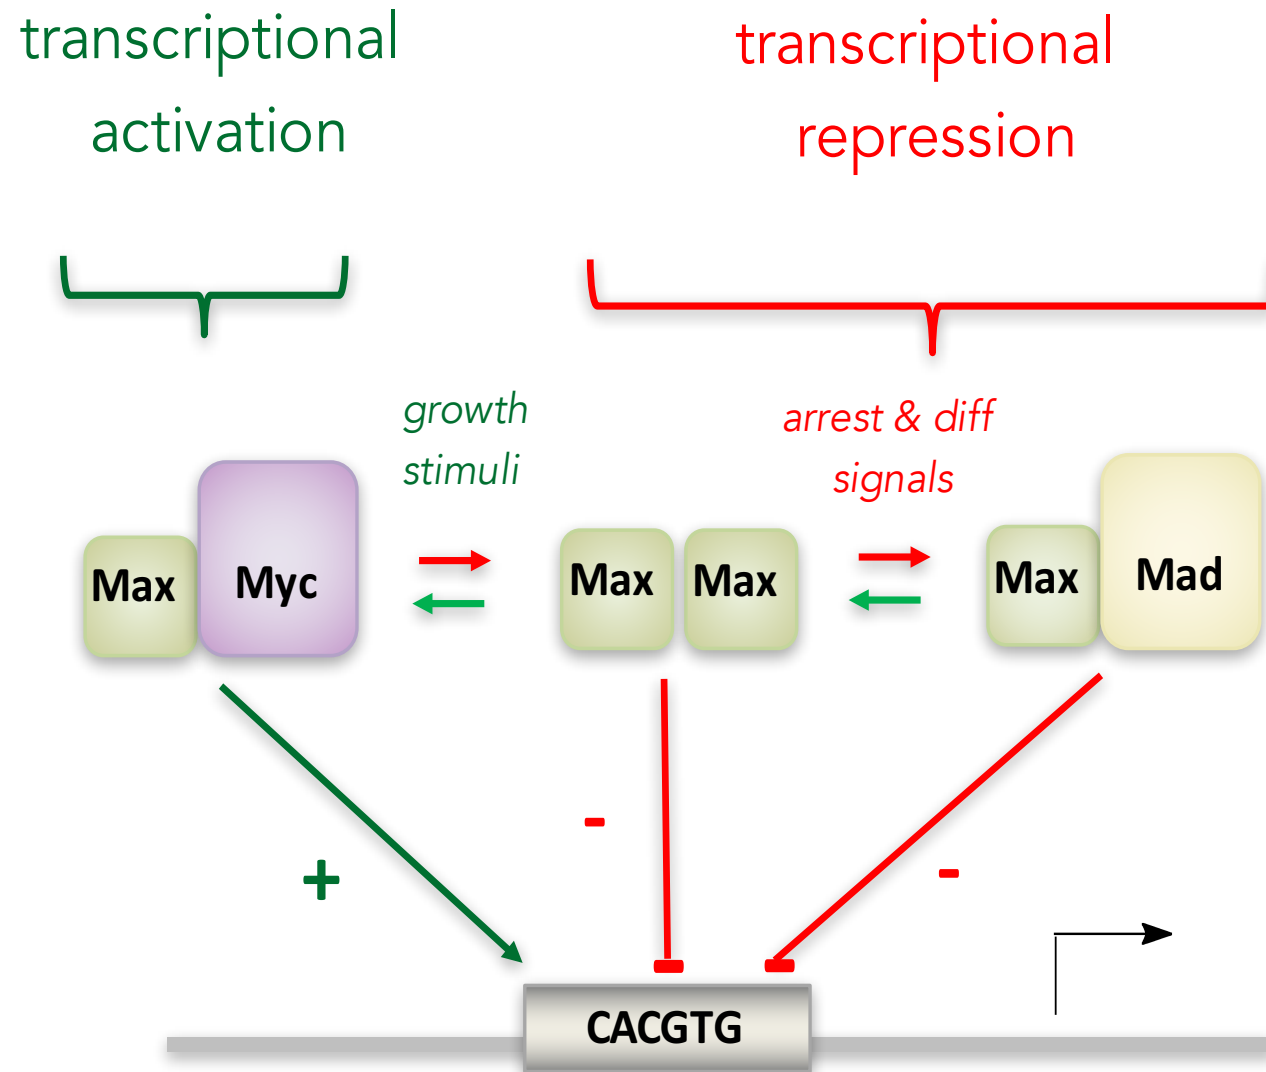 transcriptional
activation
transcriptional
repression
growth
stimuli
arrest & diff
signals
Max
Myc
Max
Max
Max
Mad
+
-
-
CACGTG